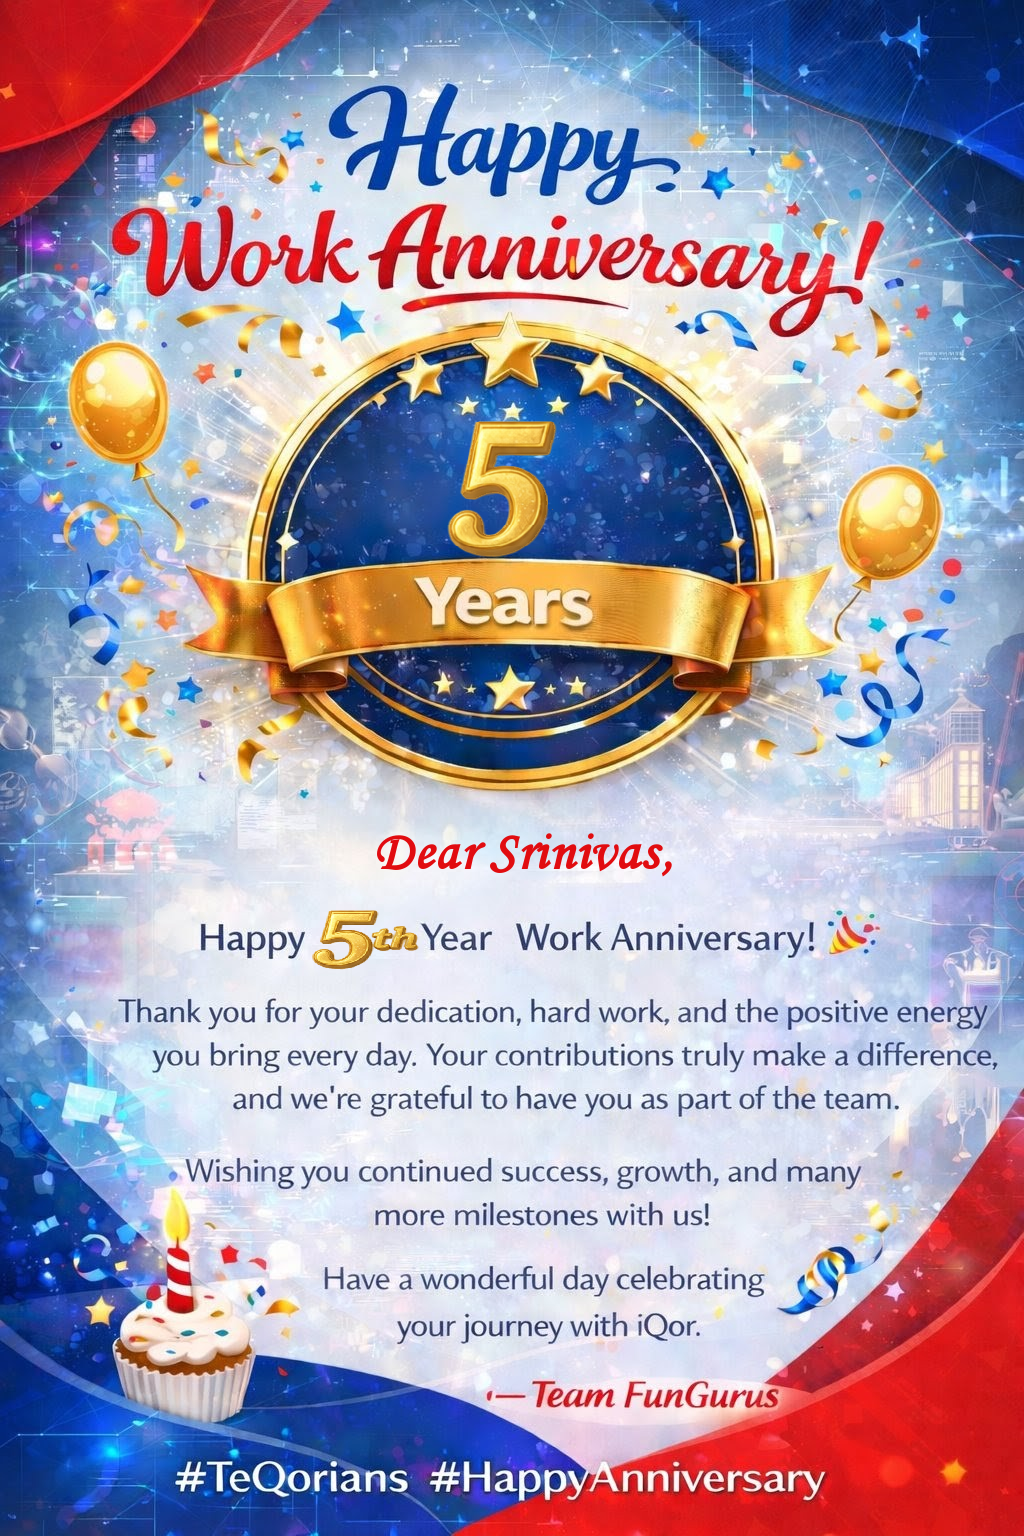 Happy
Work Anniversary!
5
Years
Dear Srinivas,
Happy 5th Year Work Anniversary! 🎉
Thank you for your dedication, hard work, and the positive energy
you bring every day. Your contributions truly make a difference,
and we're grateful to have you as part of the team.
Wishing you continued success, growth, and many
more milestones with us!
Have a wonderful day celebrating
your journey with iQor.
— Team FunGurus
#TeQorians #HappyAnniversary